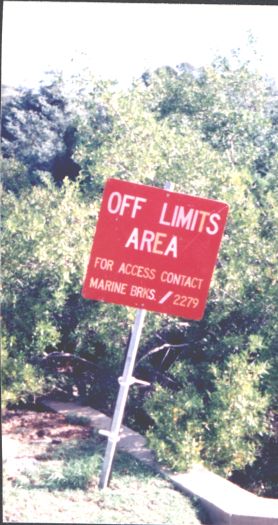 OFF LIMITS
AREA
FOR ACCESS CONTACT
MARINE BRKS. / 2279